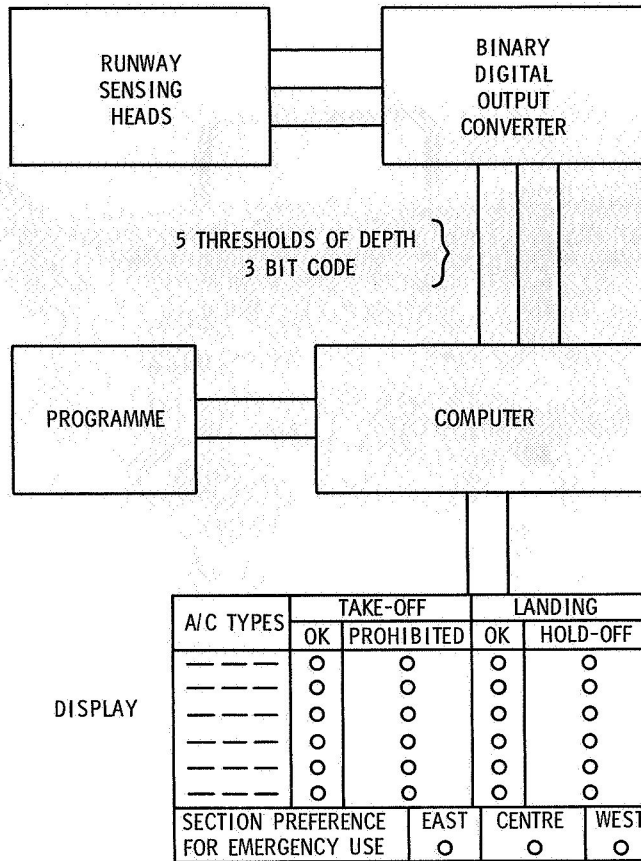 RUNWAY
SENSING
HEADS
BINARY
DIGITAL
OUTPUT
CONVERTER
5 THRESHOLDS OF DEPTH
3 BIT CODE
PROGRAMME
COMPUTER
DISPLAY
A/C TYPES
TAKE-OFF
LANDING
OK
PROHIBITED
OK
HOLD-OFF
SECTION PREFERENCE
FOR EMERGENCY USE
EAST
CENTRE
WEST